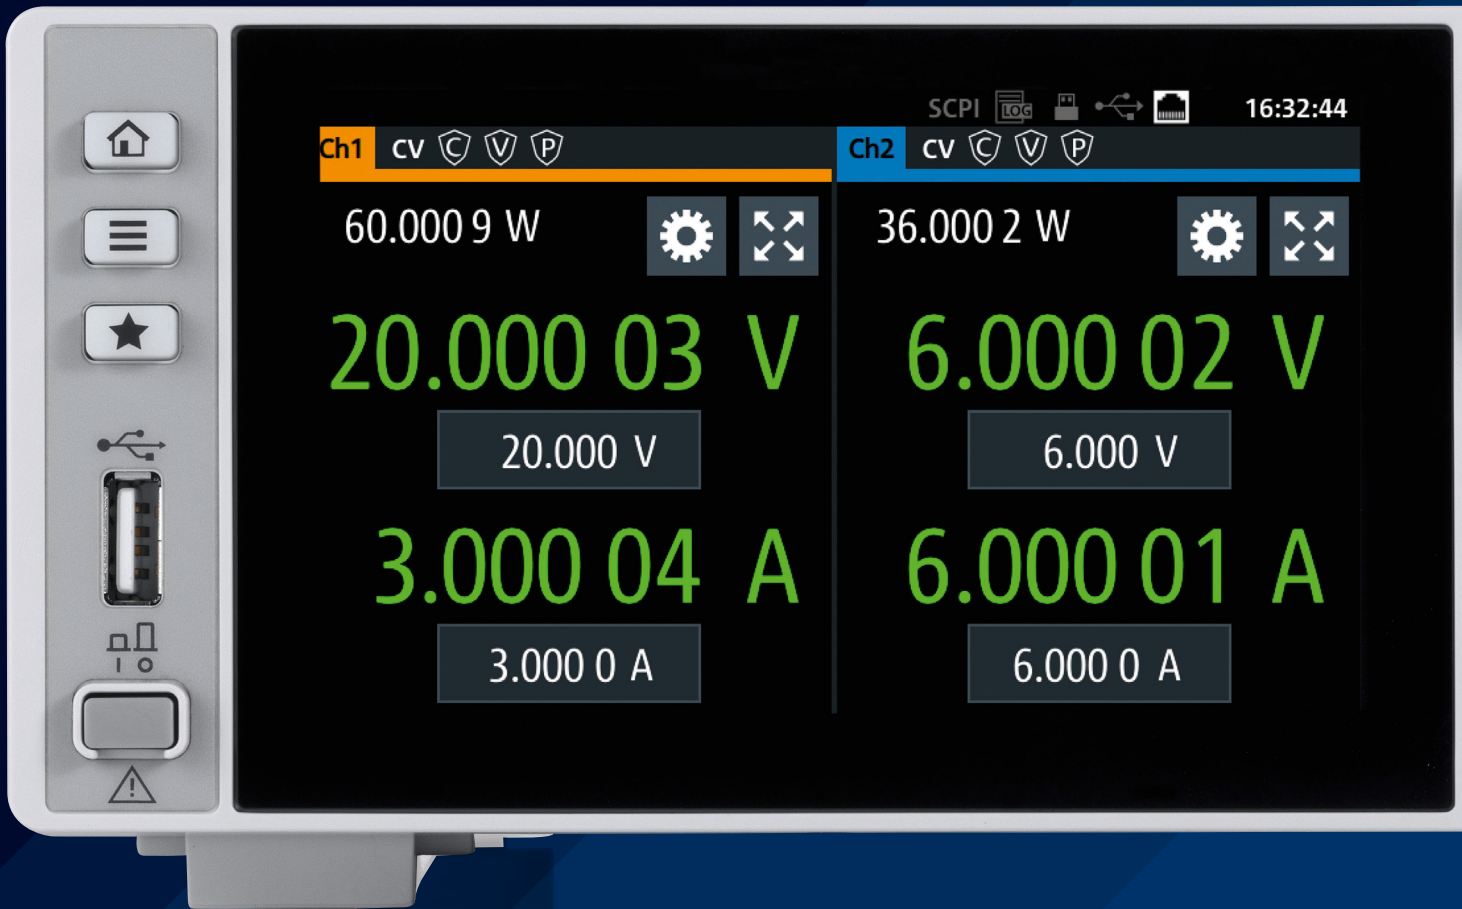 SCPI LOG 16:32:44
Ch1 CV C V P
Ch2 CV C V P
60.000 9 W
36.000 2 W
20.000 03 V
6.000 02 V
20.000 V
6.000 V
3.000 04 A
6.000 01 A
3.000 0 A
6.000 0 A